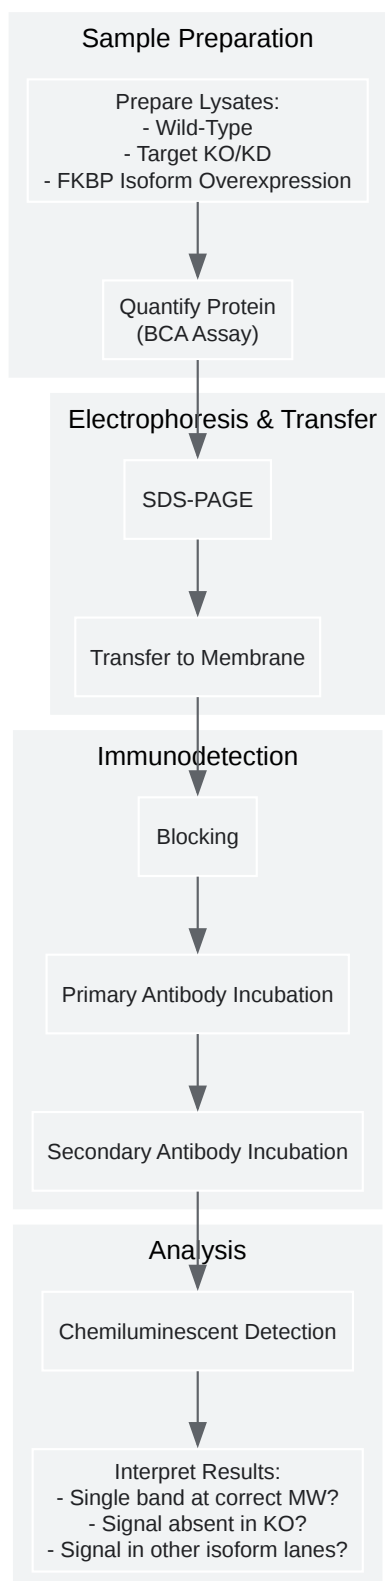 Sample Preparation
Prepare Lysates:
- Wild-Type
- Target KO/KD
- FKBP Isoform Overexpression
Quantify Protein
(BCA Assay)
Electrophoresis & Transfer
SDS-PAGE
Transfer to Membrane
Immunodetection
Blocking
Primary Antibody Incubation
Secondary Antibody Incubation
Analysis
Chemiluminescent Detection
Interpret Results:
- Single band at correct MW?
- Signal absent in KO?
- Signal in other isoform lanes?